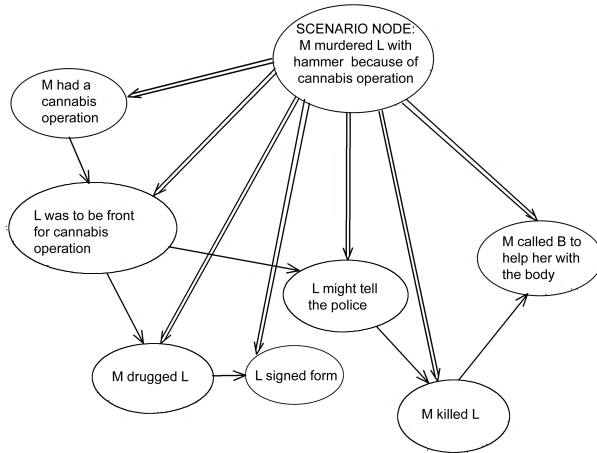 SCENARIO NODE:
M murdered L with
hammer because of
cannabis operation
M had a
cannabis
operation
L was to be front
for cannabis
operation
M called B to
help her with
the body
L might tell
the police
M drugged L
L signed form
M killed L